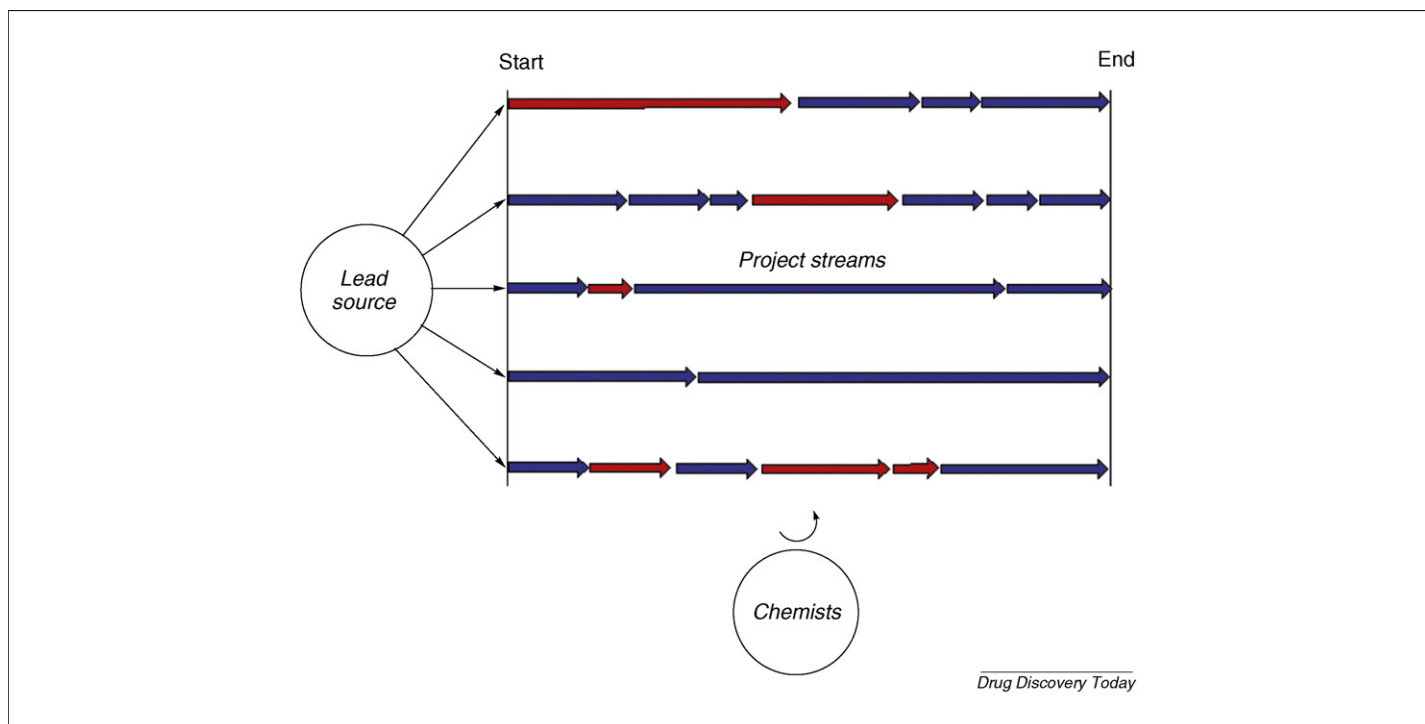 Start
End
Lead
source
Project streams
Chemists
Drug Discovery Today